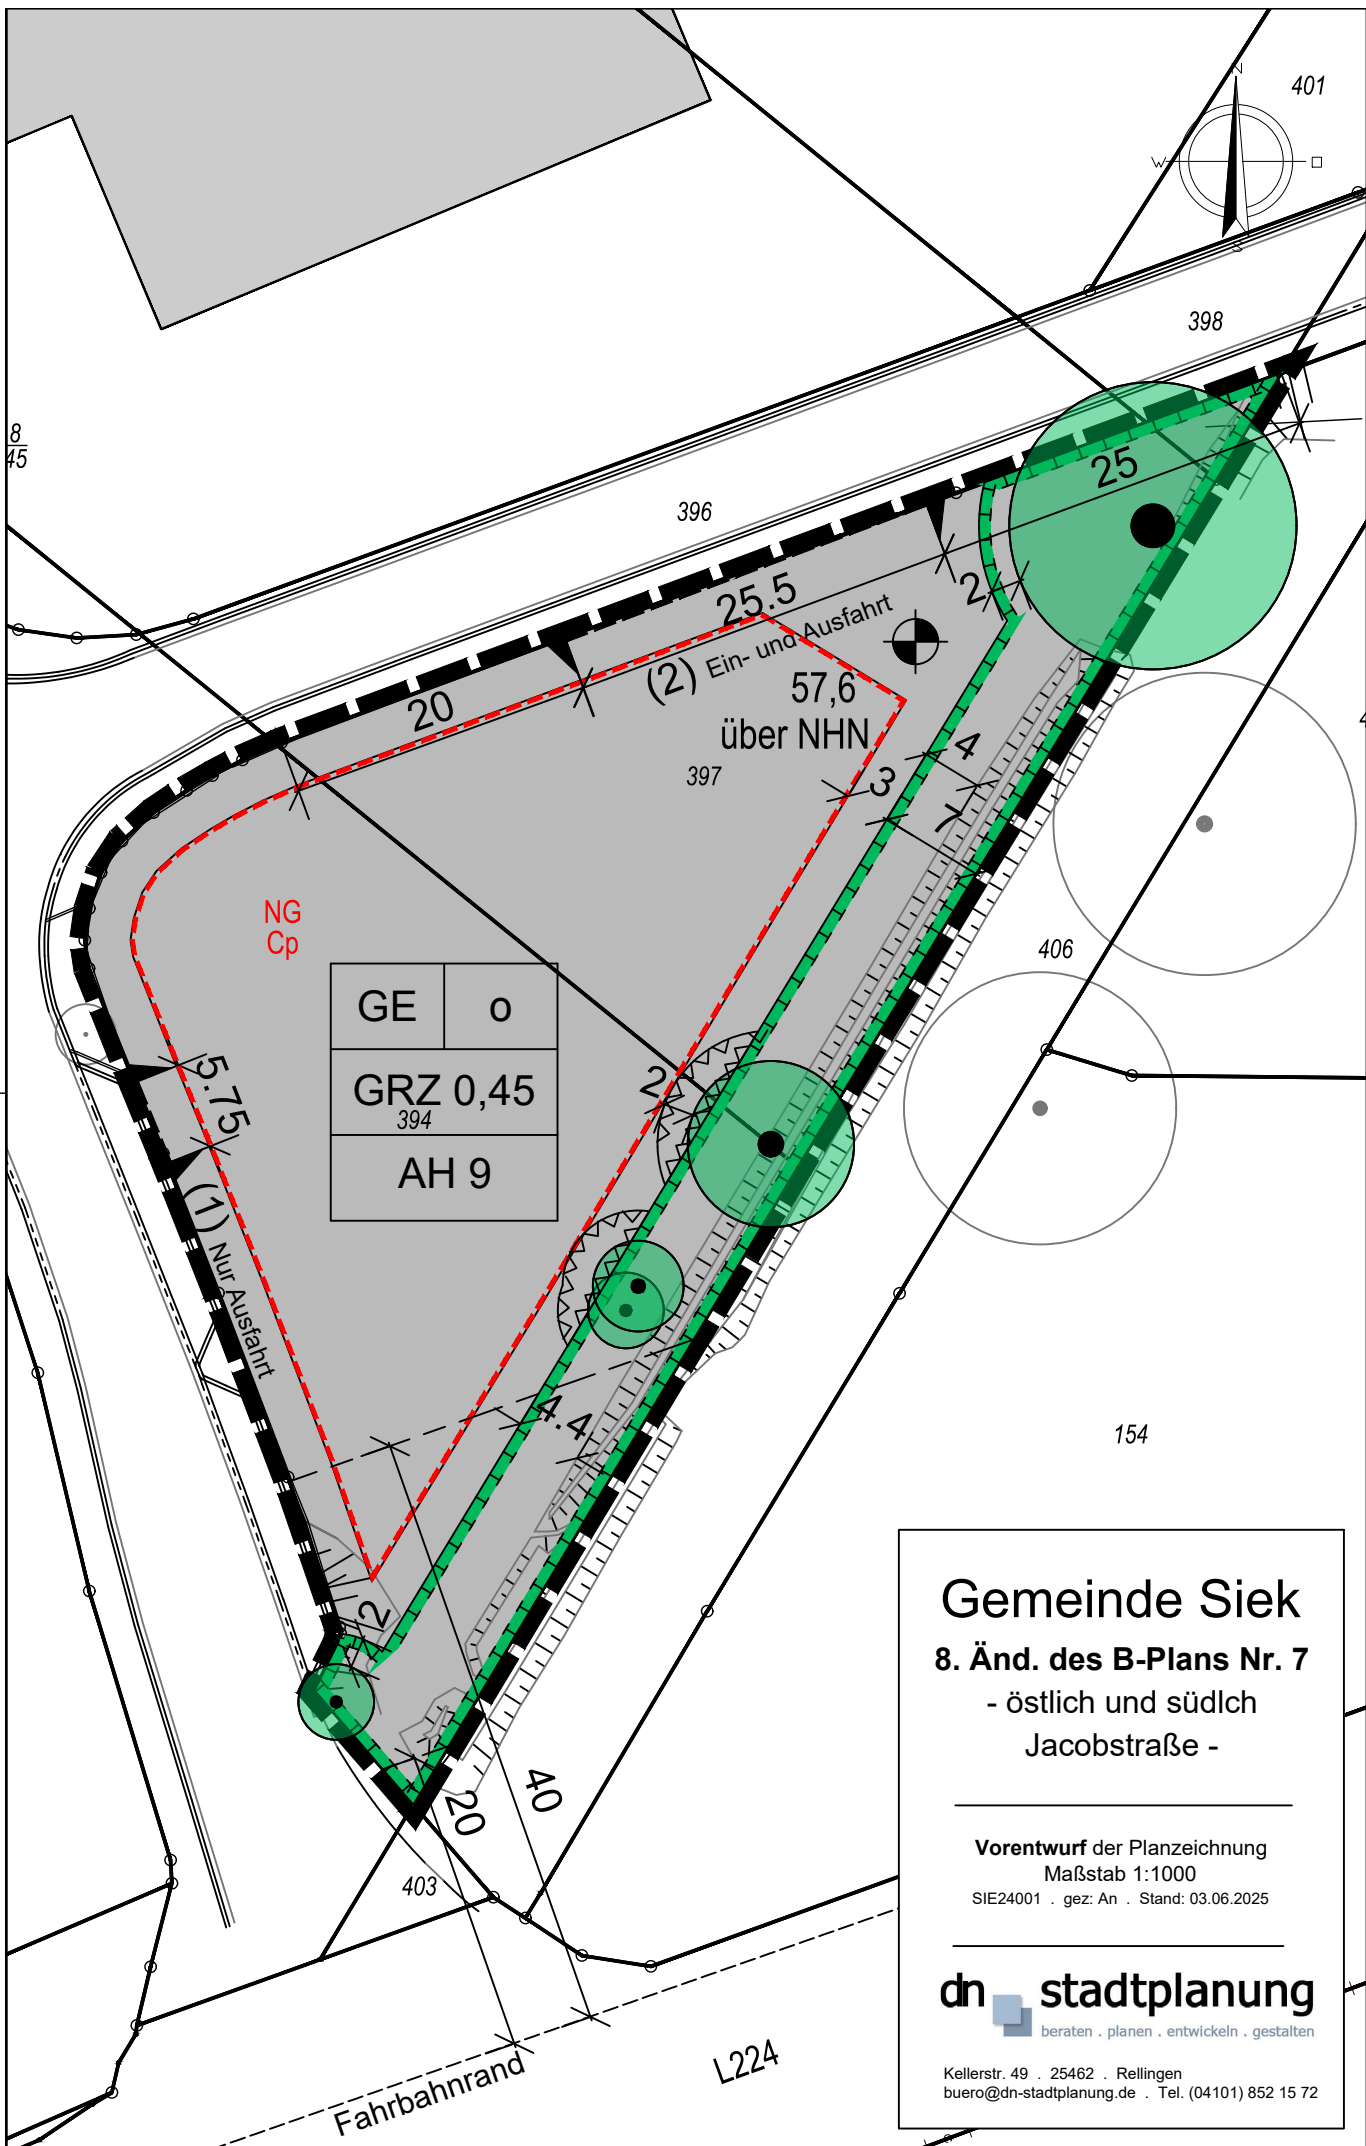 N
W
O
S
401
398
8
45
396
25
25.5
2
(2) Ein- und Ausfahrt
20
57,6
über NHN
397
4
3
7
NG
Cp
406
GE
o
GRZ 0,45
394
AH 9
5.75
2
(1) Nur Ausfahrt
4.4
154
2
20
40
403
Fahrbahnrand
L224
Gemeinde Siek
8. Änd. des B-Plans Nr. 7
- östlich und südlch
Jacobstraße -
Vorentwurf der Planzeichnung
Maßstab 1:1000
SIE24001 . gez: An . Stand: 03.06.2025
dn stadtplanung
beraten . planen . entwickeln . gestalten
Kellerstr. 49 . 25462 . Rellingen
buero@dn-stadtplanung.de . Tel. (04101) 852 15 72